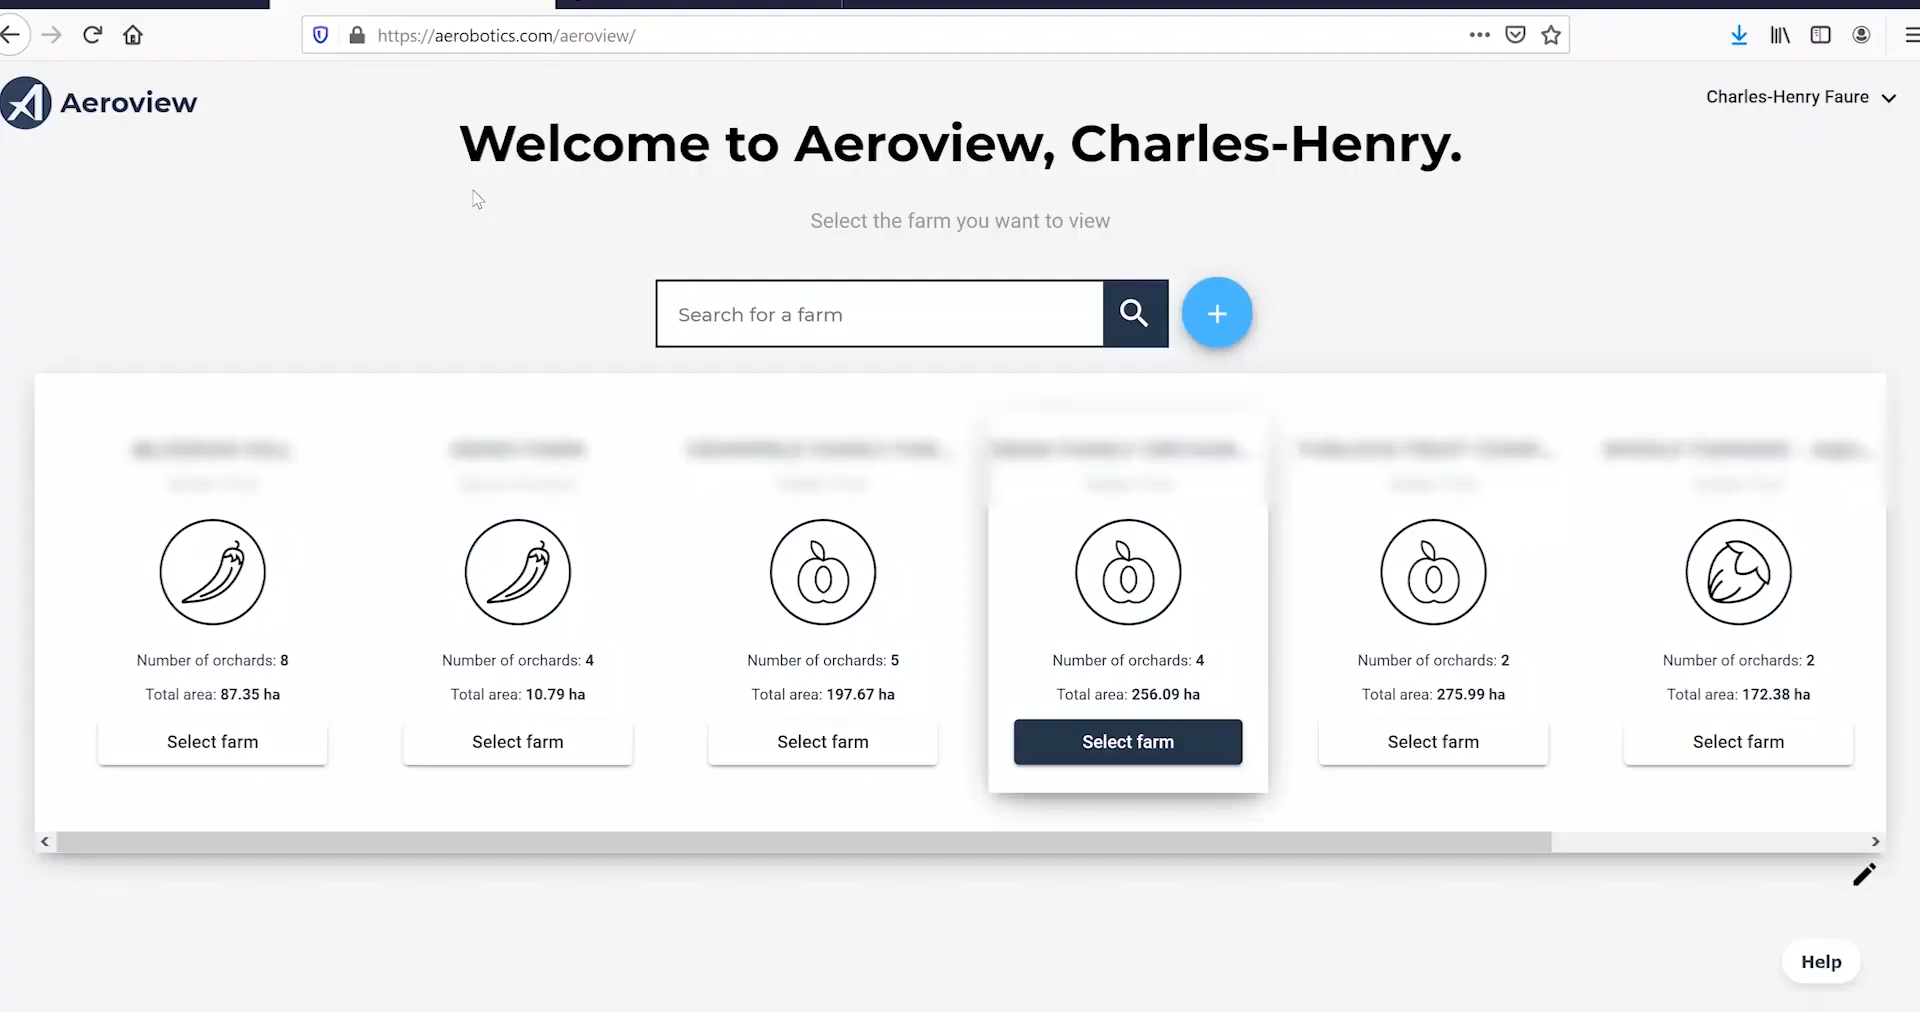 https://aerobotics.com/aeroview/
Aeroview
Charles-Henry Faure
Welcome to Aeroview, Charles-Henry.
Select the farm you want to view
Search for a farm
Number of orchards: 8
Total area: 87.35 ha
Select farm
Number of orchards: 4
Total area: 10.79 ha
Select farm
Number of orchards: 5
Total area: 197.67 ha
Select farm
Number of orchards: 4
Total area: 256.09 ha
Select farm
Number of orchards: 2
Total area: 275.99 ha
Select farm
Number of orchards: 2
Total area: 172.38 ha
Select farm
Help